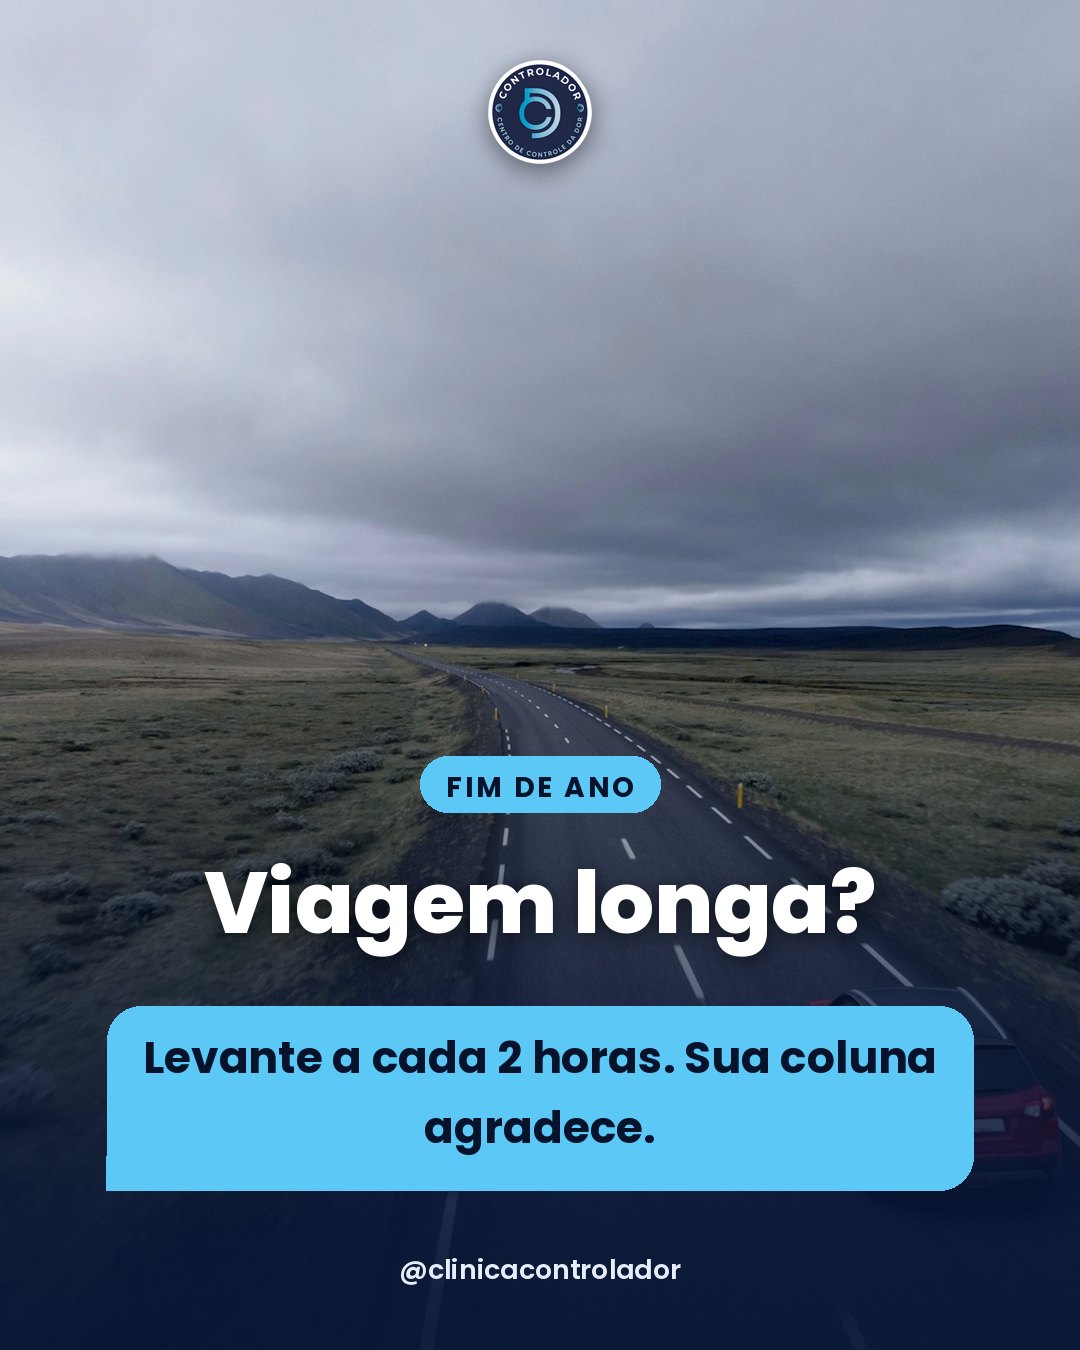 CONTROLADOR
CENTRO DE CONTROLE DA DOR
FIM DE ANO
Viagem longa?
Levante a cada 2 horas. Sua coluna
agradece.
@clinicacontrolador